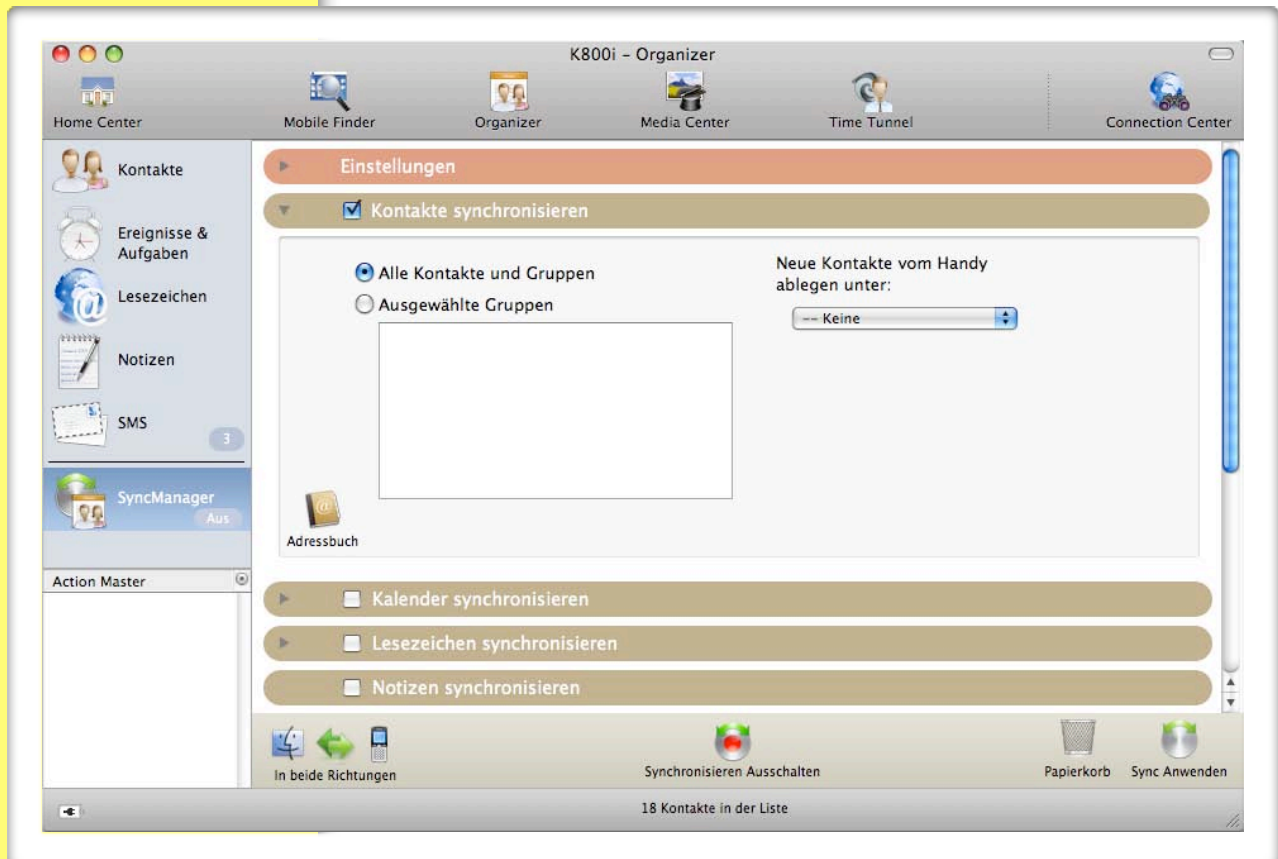 K800i – Organizer
Home Center
Mobile Finder
Organizer
Media Center
Time Tunnel
Connection Center
Kontakte
Ereignisse &
Aufgaben
Lesezeichen
Notizen
SMS
3
SyncManager
Aus
Action Master
Einstellungen
Kontakte synchronisieren
Alle Kontakte und Gruppen
Ausgewählte Gruppen
Neue Kontakte vom Handy
ablegen unter:
-- Keine
Adressbuch
Kalender synchronisieren
Lesezeichen synchronisieren
Notizen synchronisieren
In beide Richtungen
Synchronisieren Ausschalten
Papierkorb
Sync Anwenden
18 Kontakte in der Liste